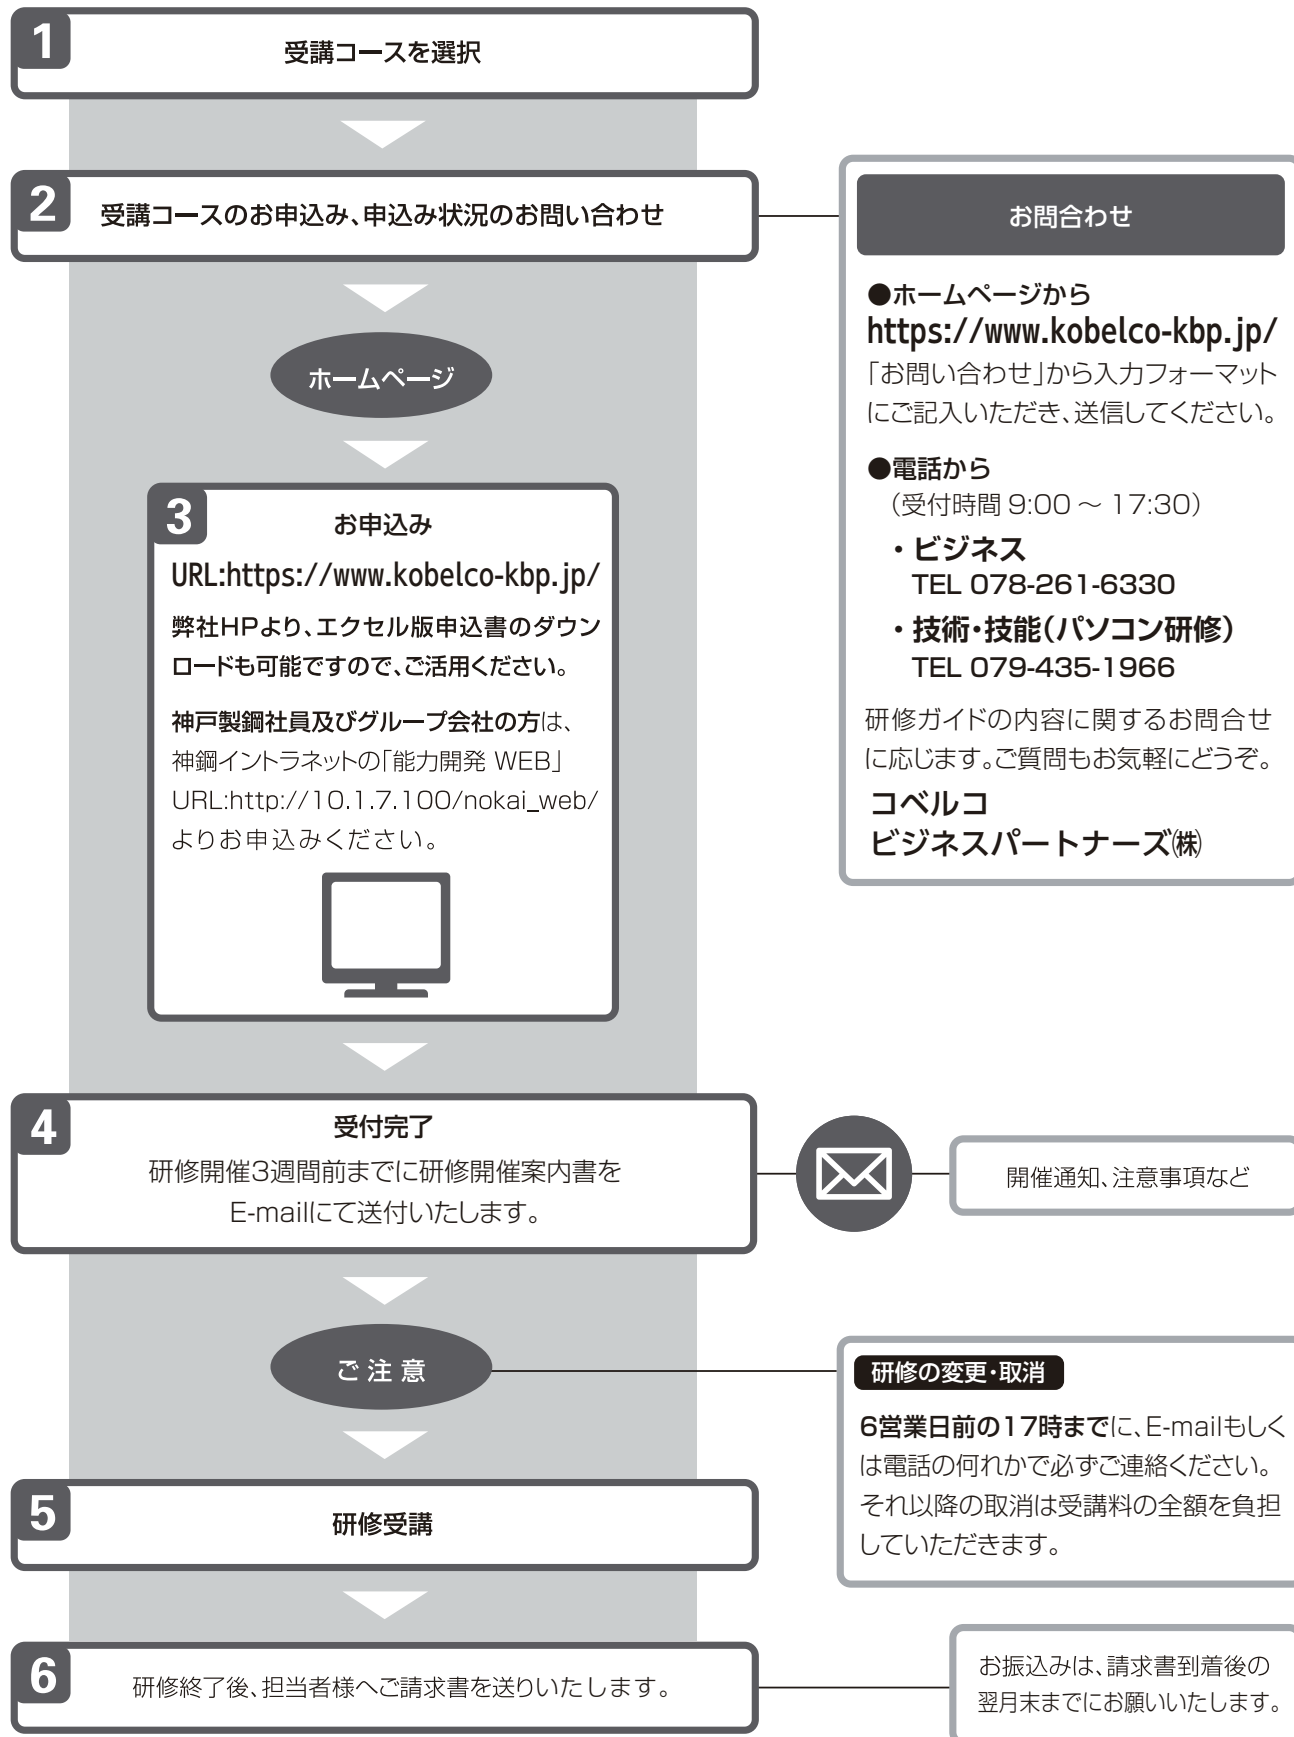 1
受講コースを選択
2
受講コースのお申込み、申込み状況のお問い合わせ
お問合わせ
●ホームページから
https://www.kobelco-kbp.jp/
「お問い合わせ」から入力フォーマット
にご記入いただき、送信してください。
●電話から
（受付時間 9:00 ～ 17:30）
・ビジネス
TEL 078-261-6330
・技術・技能（パソコン研修）
TEL 079-435-1966
研修ガイドの内容に関するお問合せ
に応じます。ご質問もお気軽にどうぞ。
コベルコ
ビジネスパートナーズ㈱
ホームページ
3
お申込み
URL:https://www.kobelco-kbp.jp/
弊社HPより、エクセル版申込書のダウン
ロードも可能ですので、ご活用ください。
神戸製鋼社員及びグループ会社の方は、
神鋼イントラネットの「能力開発 WEB」
URL:http://10.1.7.100/nokai_web/
よりお申込みください。
4
受付完了
研修開催3週間前までに研修開催案内書を
E-mailにて送付いたします。
開催通知、注意事項など
ご注意
研修の変更・取消
6営業日前の17時までに、E-mailもしく
は電話の何れかで必ずご連絡ください。
それ以降の取消は受講料の全額を負担
していただきます。
5
研修受講
6
研修終了後、担当者様へご請求書を送りいたします。
お振込みは、請求書到着後の
翌月末までにお願いいたします。